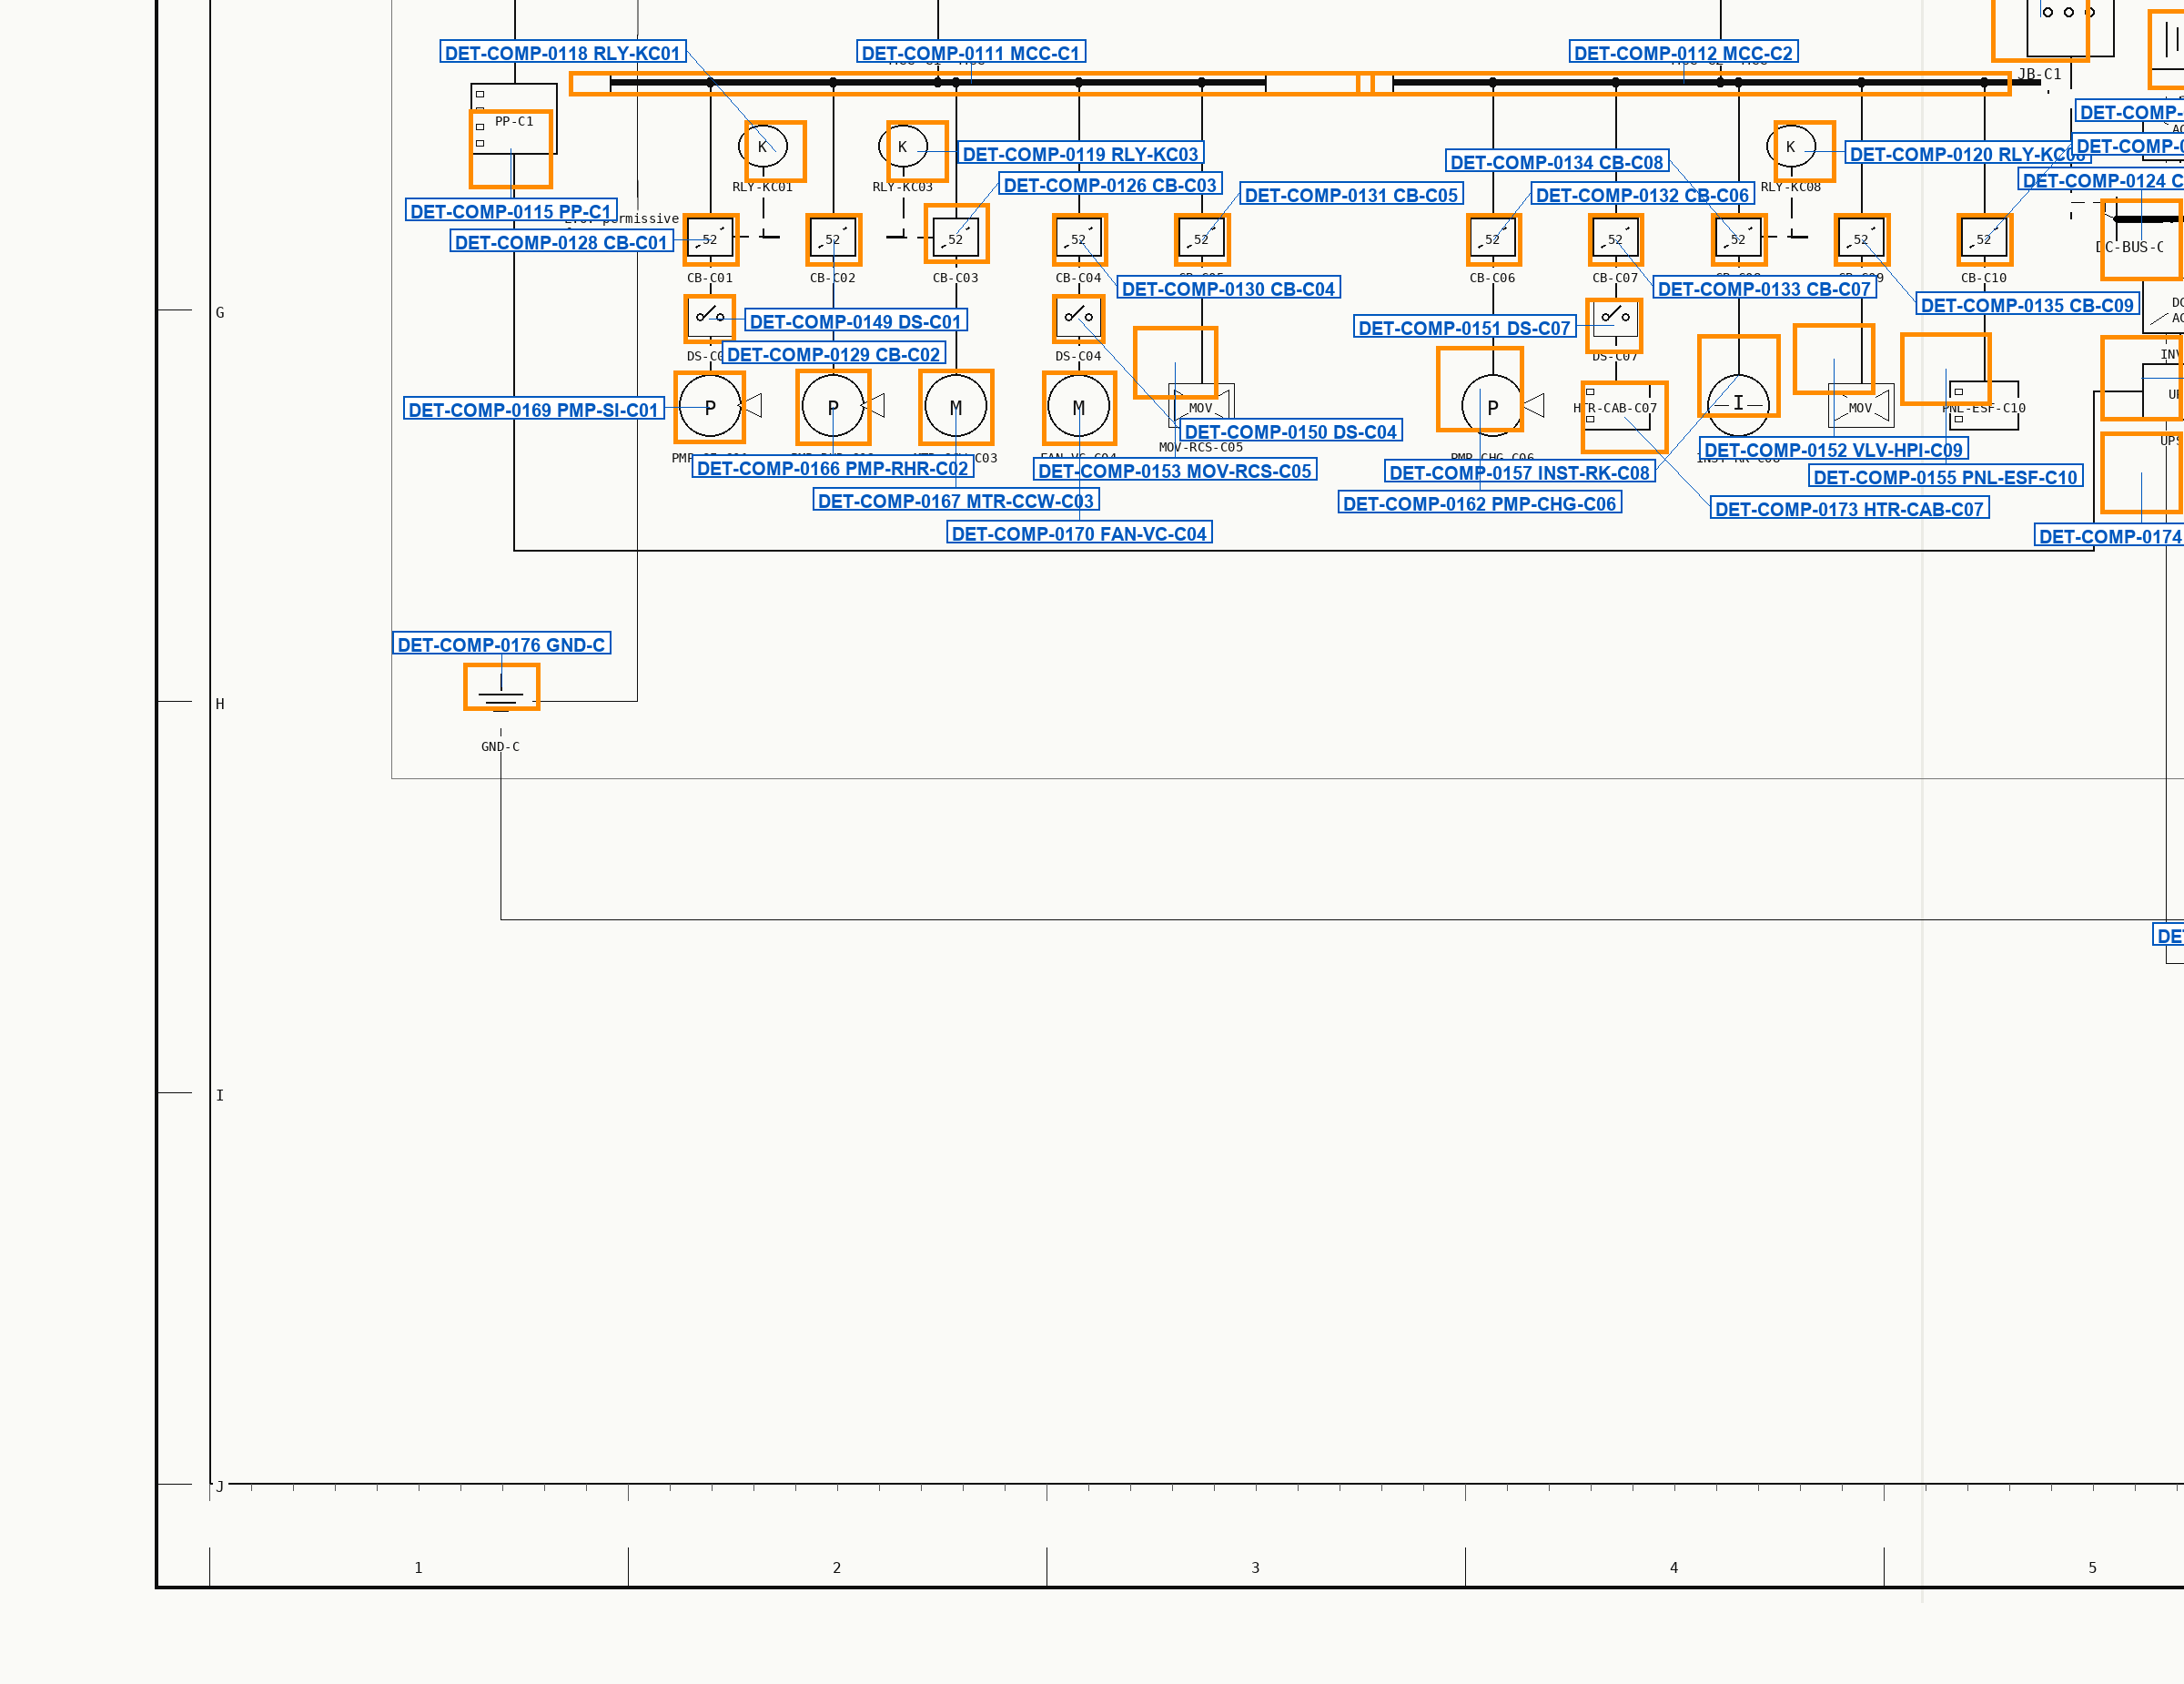 DET-COMP-0118 RLY-KC01
DET-COMP-0111 MCC-C1
DET-COMP-0112 MCC-C2
JB-C1
DET-COMP-
PP-C1
K
K
K
DET-COMP-0119 RLY-KC03
DET-COMP-0134 CB-C08
DET-COMP-0120 RLY-KC08
DET-COMP-0
RLY-KC01
RLY-KC03
RLY-KC08
DET-COMP-0126 CB-C03
DET-COMP-0131 CB-C05
DET-COMP-0132 CB-C06
DET-COMP-0124 C
DET-COMP-0115 PP-C1
permissive
DET-COMP-0128 CB-C01
52
52
52
52
52
52
52
52
52
52
DC-BUS-C
CB-C01
CB-C02
CB-C03
CB-C04
CB-C06
CB-C07
CB-C10
DET-COMP-0130 CB-C04
DET-COMP-0133 CB-C07
DET-COMP-0135 CB-C09
G
DET-COMP-0149 DS-C01
DET-COMP-0151 DS-C07
DC
AC
DET-COMP-0129 CB-C02
DS-C04
DS-C07
INV
DET-COMP-0169 PMP-SI-C01
P
P
M
M
MOV
P
HTR-CAB-C07
I
MOV
PNL-ESF-C10
DET-COMP-0150 DS-C04
MOV-RCS-C05
DET-COMP-0152 VLV-HPI-C09
UPS
DET-COMP-0166 PMP-RHR-C02
DET-COMP-0153 MOV-RCS-C05
DET-COMP-0157 INST-RK-C08
DET-COMP-0155 PNL-ESF-C10
DET-COMP-0167 MTR-CCW-C03
DET-COMP-0162 PMP-CHG-C06
DET-COMP-0173 HTR-CAB-C07
DET-COMP-0170 FAN-VC-C04
DET-COMP-0174
DET-COMP-0176 GND-C
H
GND-C
DE
I
J
1
2
3
4
5